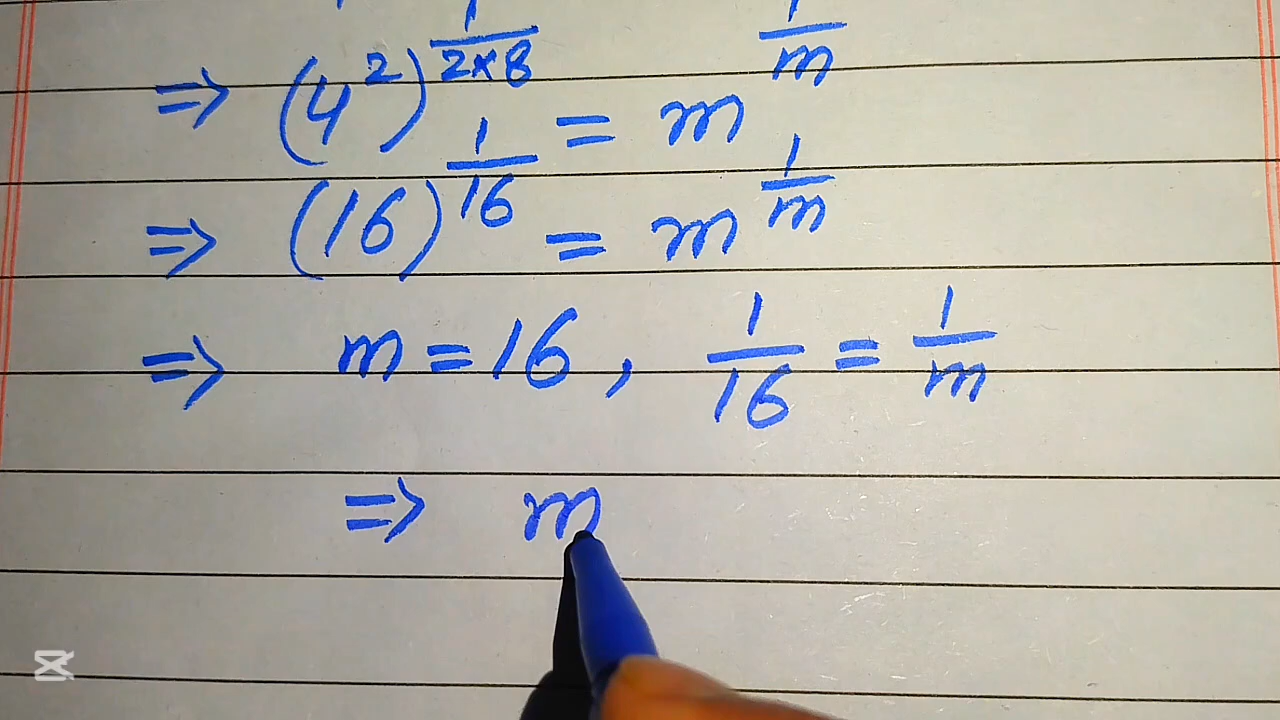 ⇒ (4²)^(1/(2×8)) = m^(1/m)
⇒ (16)^(1/16) = m^(1/m)
⇒ m = 16, 1/16 = 1/m
⇒ m